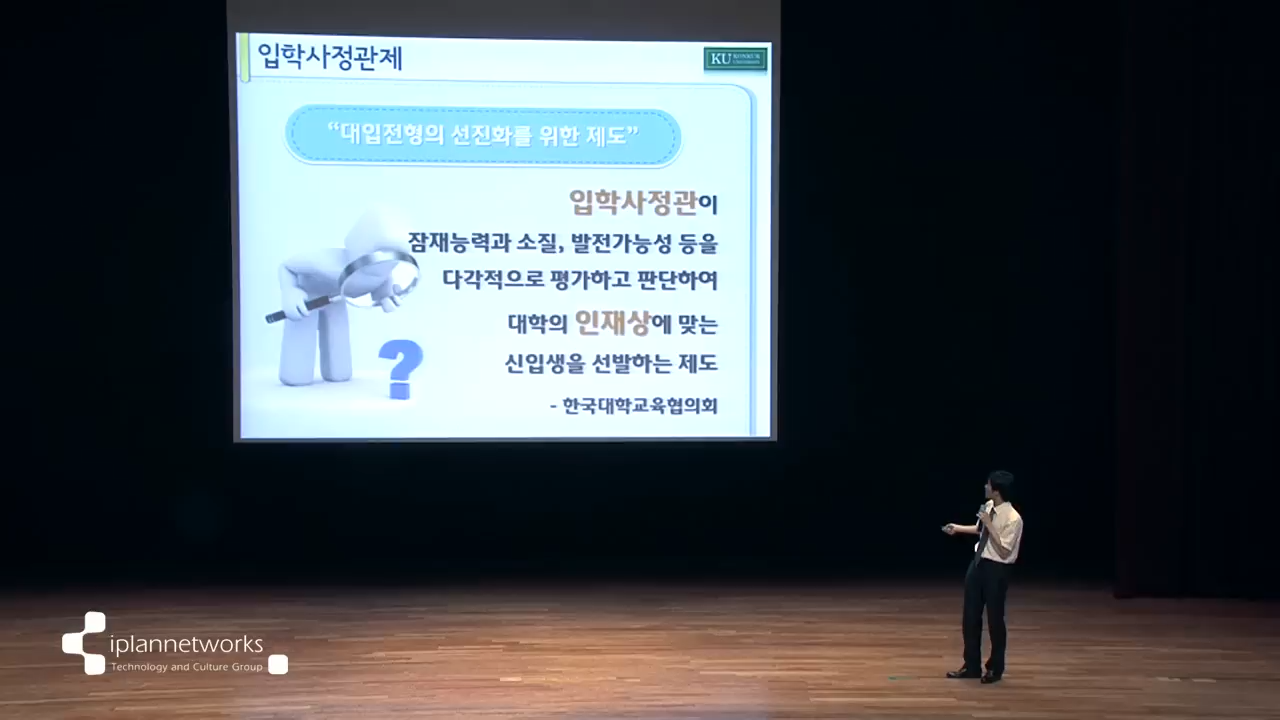 입학사정관제
KU KONKUK
UNIVERSITY
“대입전형의 선진화를 위한 제도”
입학사정관이
잠재능력과 소질, 발전가능성 등을
다각적으로 평가하고 판단하여
대학의 인재상에 맞는
신입생을 선발하는 제도
- 한국대학교육협의회
?
iplannetworks
Technology and Culture Group